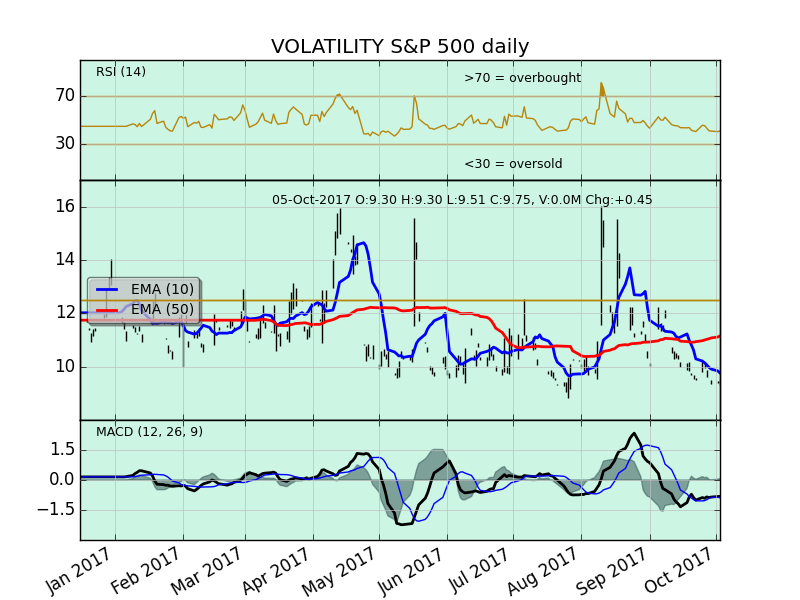 VOLATILITY S&P 500 daily
RSI (14)
>70 = overbought
70
30
<30 = oversold
05-Oct-2017 O:9.30 H:9.30 L:9.51 C:9.75, V:0.0M Chg:+0.45
16
14
12
10
EMA (10)
EMA (50)
MACD (12, 26, 9)
1.5
0.0
−1.5
Jan 2017
Feb 2017
Mar 2017
Apr 2017
May 2017
Jun 2017
Jul 2017
Aug 2017
Sep 2017
Oct 2017